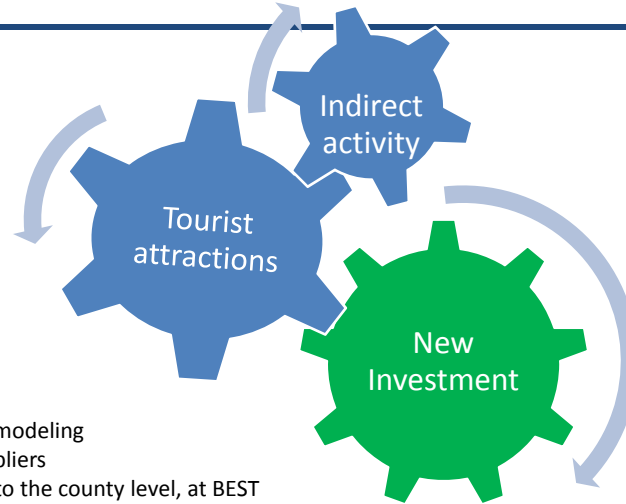 Indirect
activity
Tourist
attractions
New
Investment
modeling
pliers
to the county level, at BEST